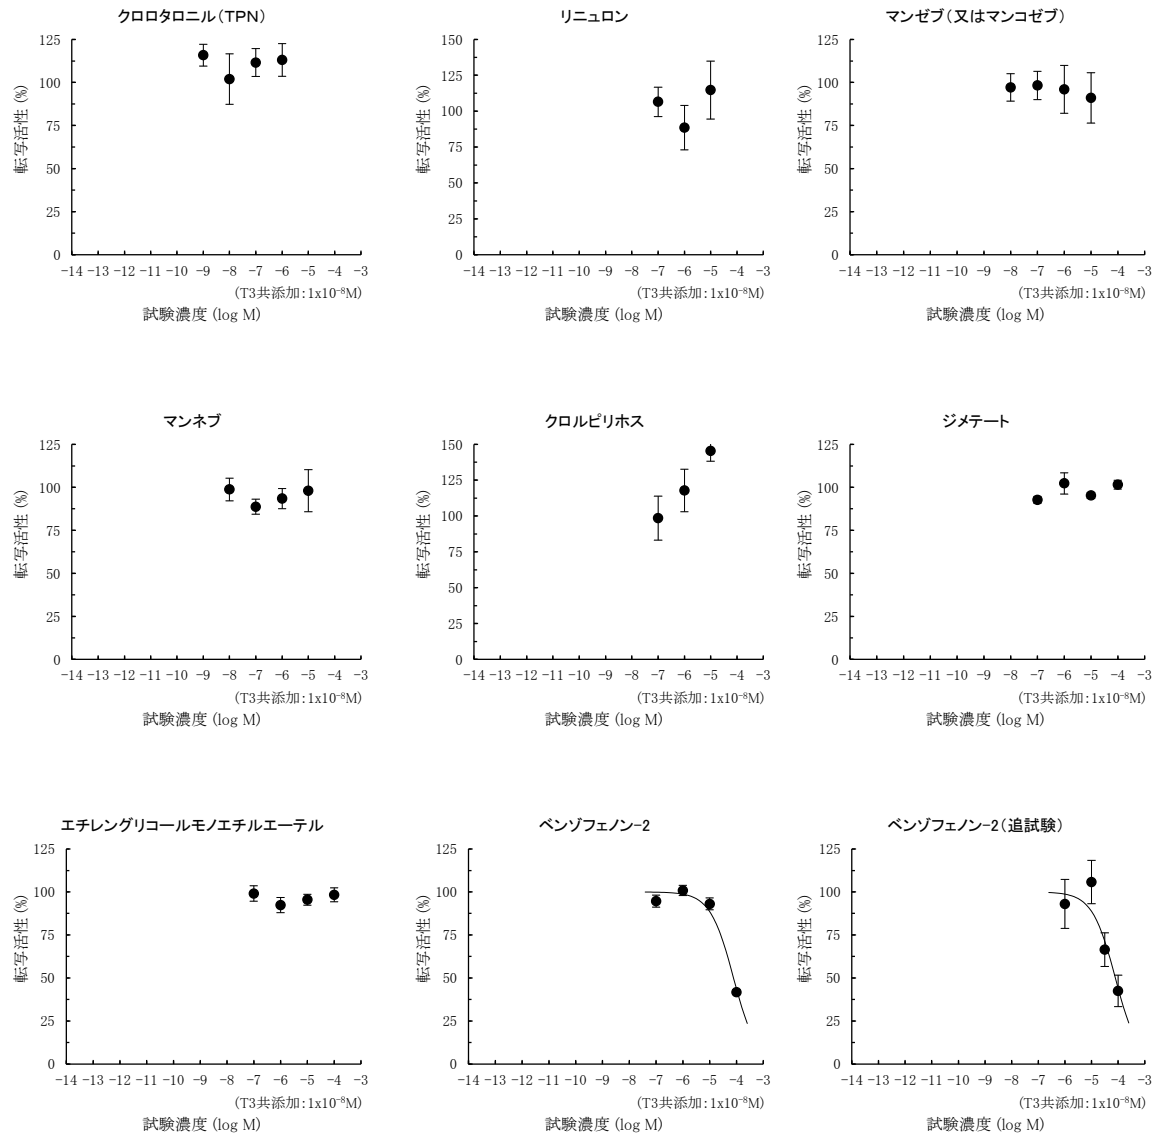 クロロタロニル（TPN）
転写活性 (%)
125
100
75
50
25
0
-14 -13 -12 -11 -10 -9 -8 -7 -6 -5 -4 -3
(T3共添加：1x10⁻⁸M)
試験濃度 (log M)
リニュロン
転写活性 (%)
150
125
100
75
50
25
0
-14 -13 -12 -11 -10 -9 -8 -7 -6 -5 -4 -3
(T3共添加：1x10⁻⁸M)
試験濃度 (log M)
マンゼブ（又はマンコゼブ）
転写活性 (%)
125
100
75
50
25
0
-14 -13 -12 -11 -10 -9 -8 -7 -6 -5 -4 -3
(T3共添加：1x10⁻⁸M)
試験濃度 (log M)
マンネブ
転写活性 (%)
125
100
75
50
25
0
-14 -13 -12 -11 -10 -9 -8 -7 -6 -5 -4 -3
(T3共添加：1x10⁻⁸M)
試験濃度 (log M)
クロルピリホス
転写活性 (%)
150
125
100
75
50
25
0
-14 -13 -12 -11 -10 -9 -8 -7 -6 -5 -4 -3
(T3共添加：1x10⁻⁸M)
試験濃度 (log M)
ジメテート
転写活性 (%)
125
100
75
50
25
0
-14 -13 -12 -11 -10 -9 -8 -7 -6 -5 -4 -3
(T3共添加：1x10⁻⁸M)
試験濃度 (log M)
エチレングリコールモノエチルエーテル
転写活性 (%)
125
100
75
50
25
0
-14 -13 -12 -11 -10 -9 -8 -7 -6 -5 -4 -3
(T3共添加：1x10⁻⁸M)
試験濃度 (log M)
ベンゾフェノン-2
転写活性 (%)
125
100
75
50
25
0
-14 -13 -12 -11 -10 -9 -8 -7 -6 -5 -4 -3
(T3共添加：1x10⁻⁸M)
試験濃度 (log M)
ベンゾフェノン-2（追試験）
転写活性 (%)
125
100
75
50
25
0
-14 -13 -12 -11 -10 -9 -8 -7 -6 -5 -4 -3
(T3共添加：1x10⁻⁸M)
試験濃度 (log M)